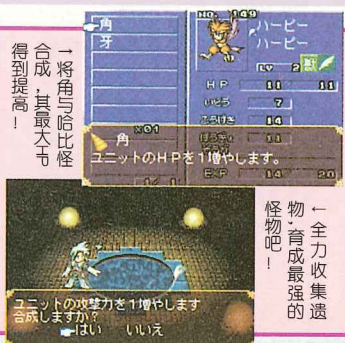 →将角与哈比怪
合成,其最大HP
得到提高!
角
牙
×01
NO. 149
ハーピー
ハーピー
LV 2 獣
HP 11 11
いどう 7
こうげき 14
ぼうぎょ 11
EXP 14 20
角
ユニットのHPを1増やします。
ユニットの攻撃力を1増やします
合成しますか?
はい いいえ
←全力收集遗
物,育成最强的
怪物吧!